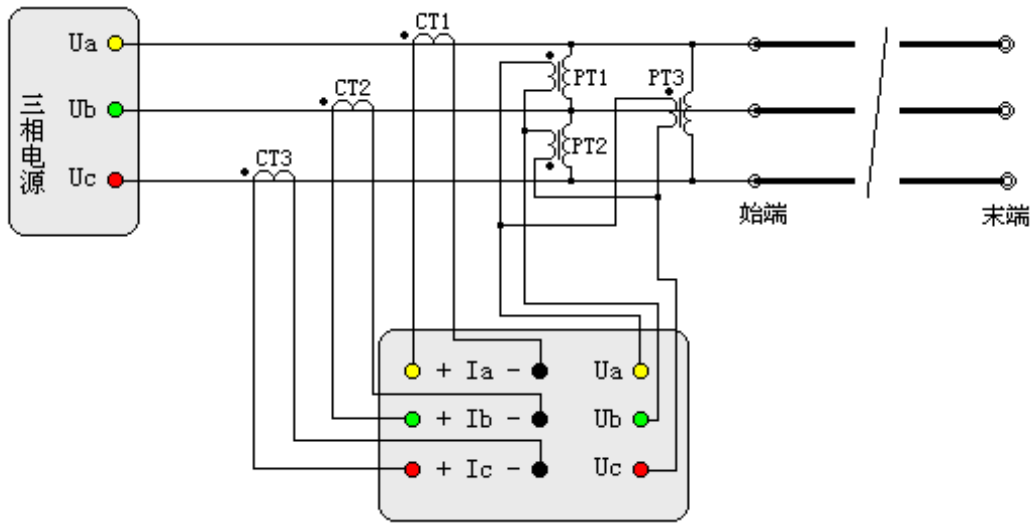 CT1
Ua
PT1
PT3
CT2
Ub
三相电源
PT2
CT3
Uc
始端
末端
+ Ia -
Ua
+ Ib -
Ub
+ Ic -
Uc